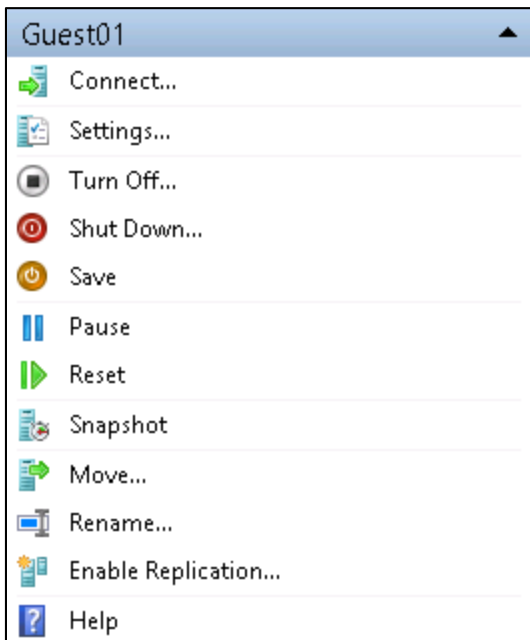 Guest01
Connect...
Settings...
Turn Off...
Shut Down...
Save
Pause
Reset
Snapshot
Move...
Rename...
Enable Replication...
Help